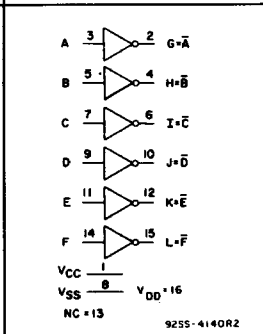 A 3 2 G=A̅
B 5 4 H=B̅
C 7 6 I=C̅
D 9 10 J=D̅
E 11 12 K=E̅
F 14 15 L=F̅
VCC 1
VSS 8 VDD=16
NC=13
92SS-4140R2